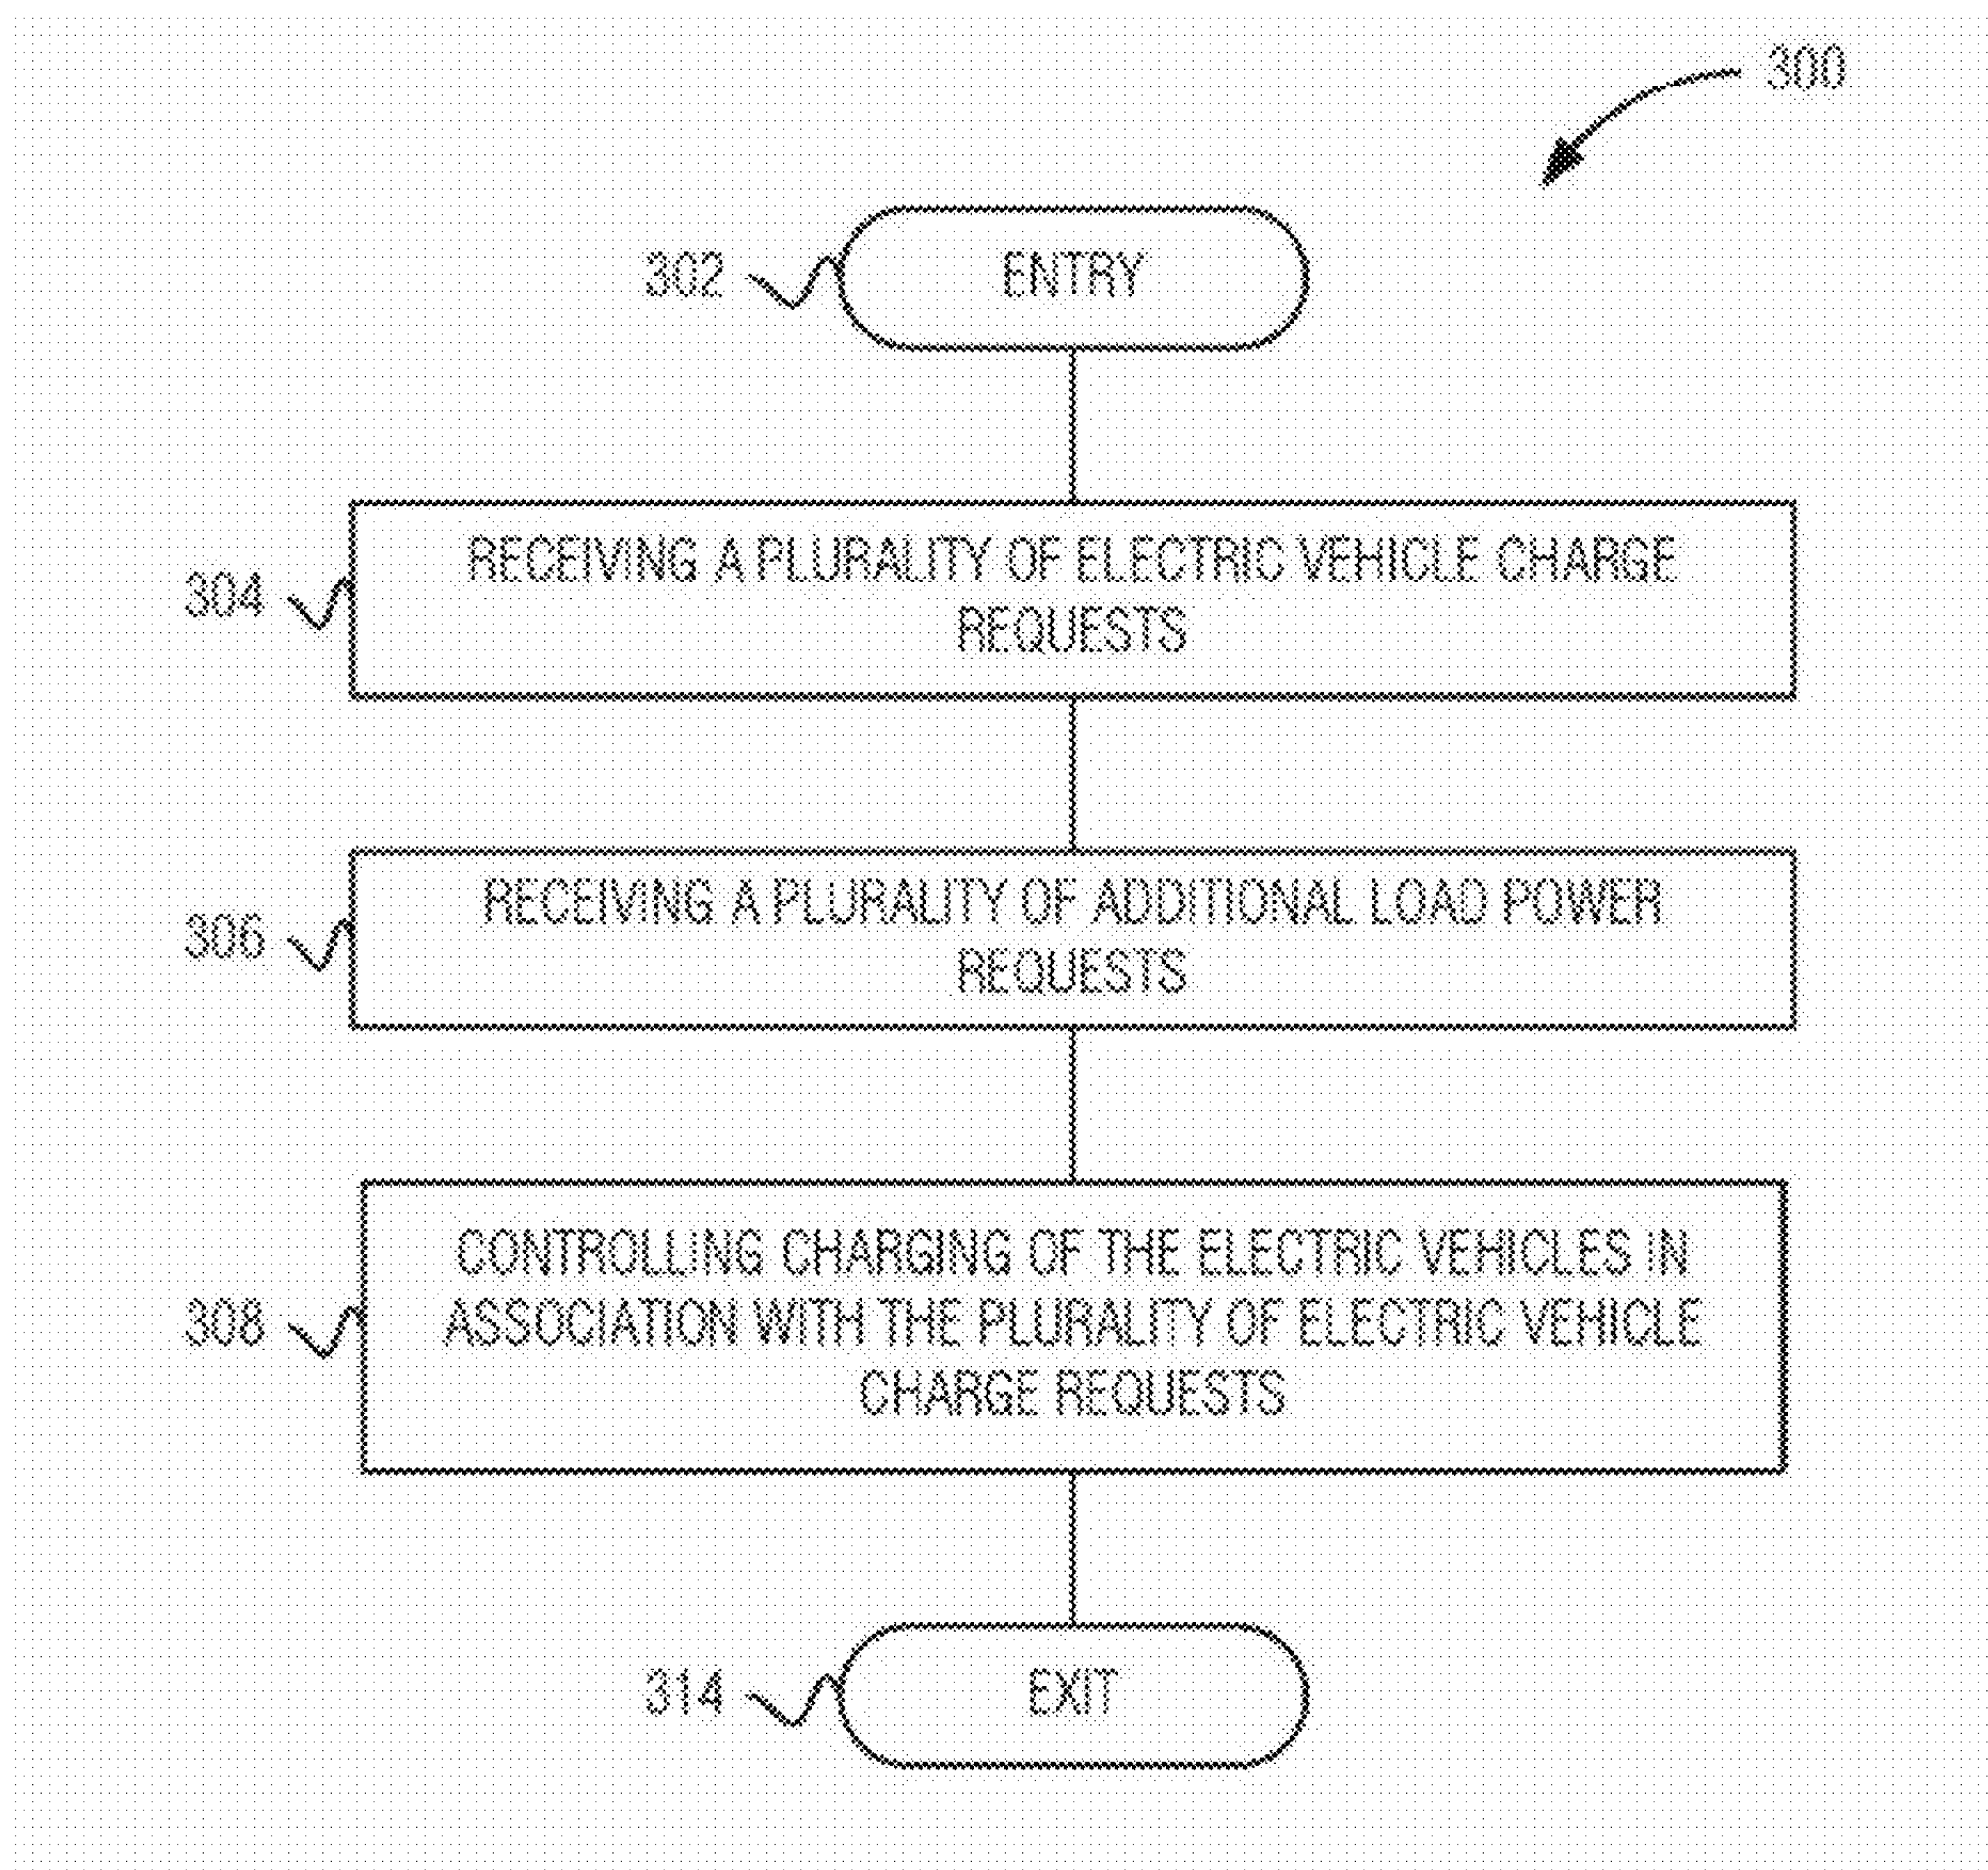 300
302 ENTRY
304 RECEIVING A PLURALITY OF ELECTRIC VEHICLE CHARGE
REQUESTS
306 RECEIVING A PLURALITY OF ADDITIONAL LOAD POWER
REQUESTS
CONTROLLING CHARGING OF THE ELECTRIC VEHICLES IN
308 ASSOCIATION WITH THE PLURALITY OF ELECTRIC VEHICLE
CHARGE REQUESTS
314 EXIT